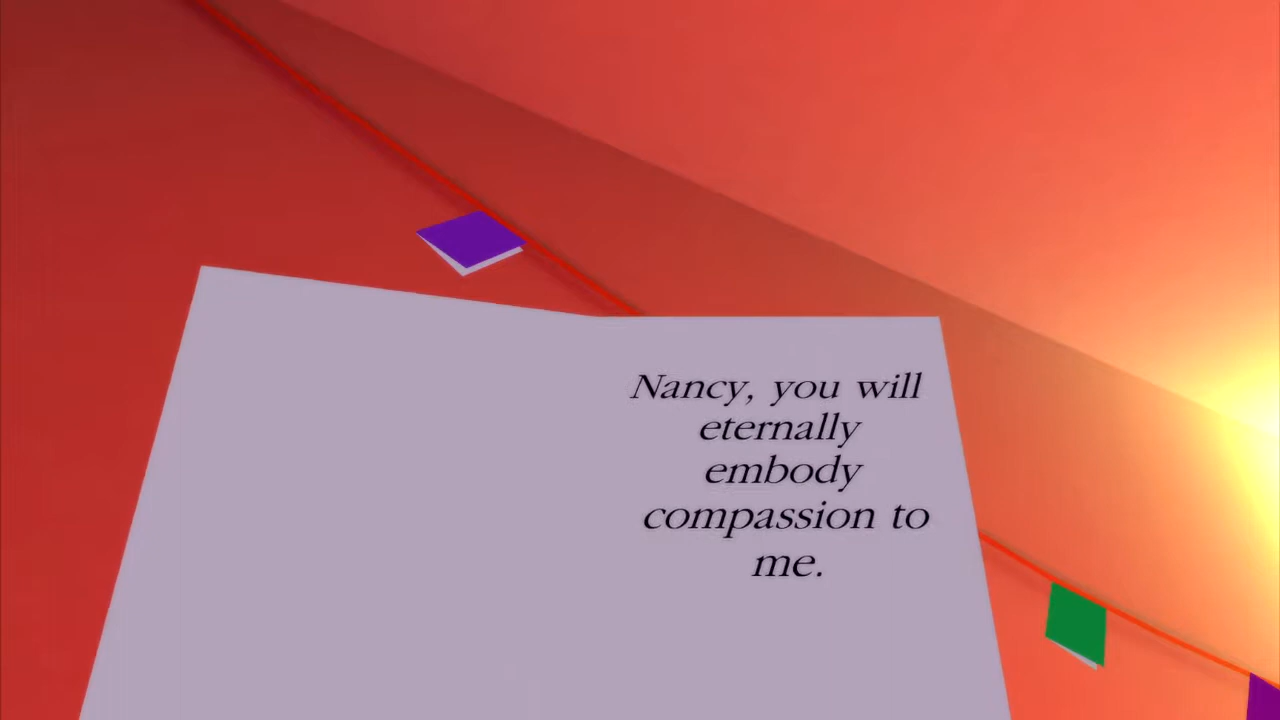 Nancy, you will
eternally
embody
compassion to
me.